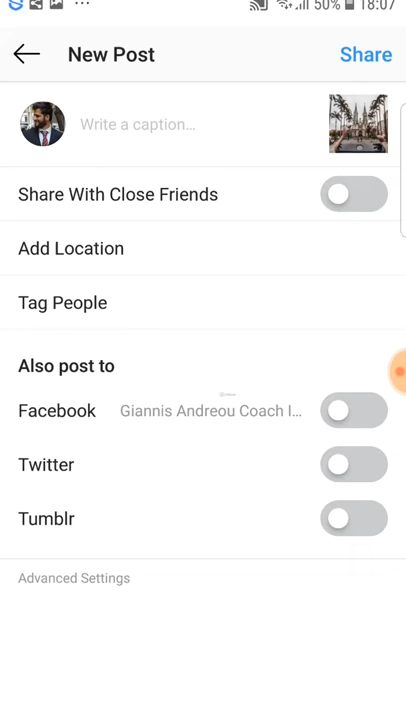 50% 18:07
New Post Share
Write a caption...
Share With Close Friends
Add Location
Tag People
Also post to
Facebook Giannis Andreou Coach I...
Twitter
Tumblr
Advanced Settings